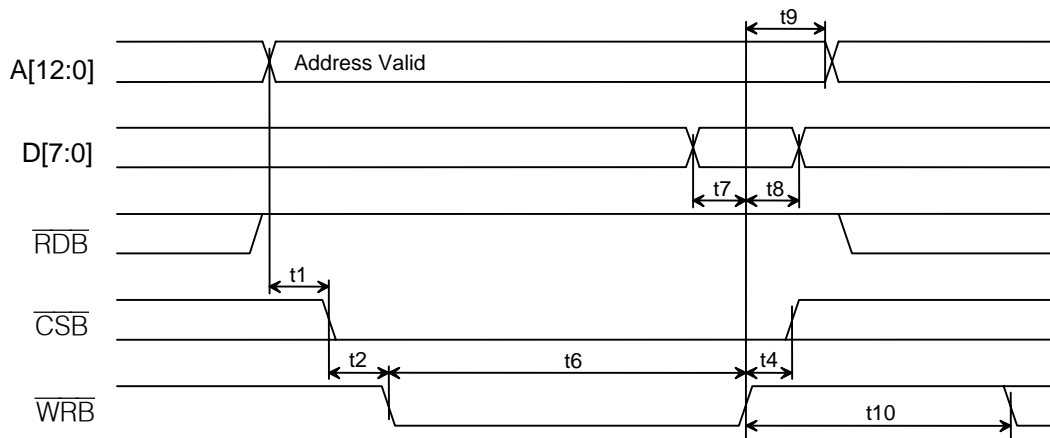 t9
A[12:0]
Address Valid
D[7:0]
t7
t8
RDB
t1
CSB
t2
t6
t4
WRB
t10